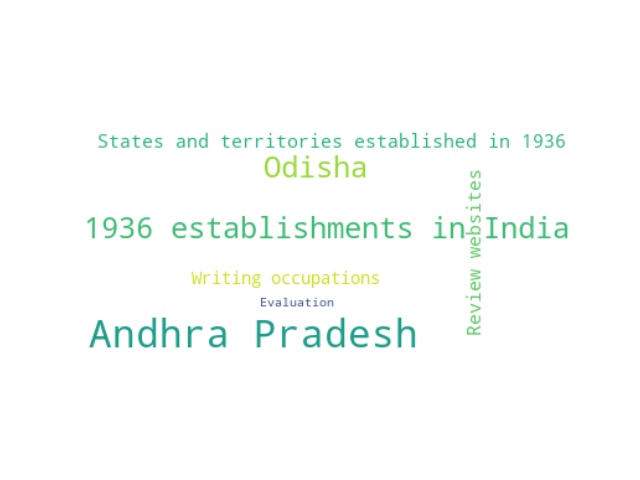 States and territories established in 1936
Odisha
1936 establishments in India
Review websites
Writing occupations
Evaluation
Andhra Pradesh